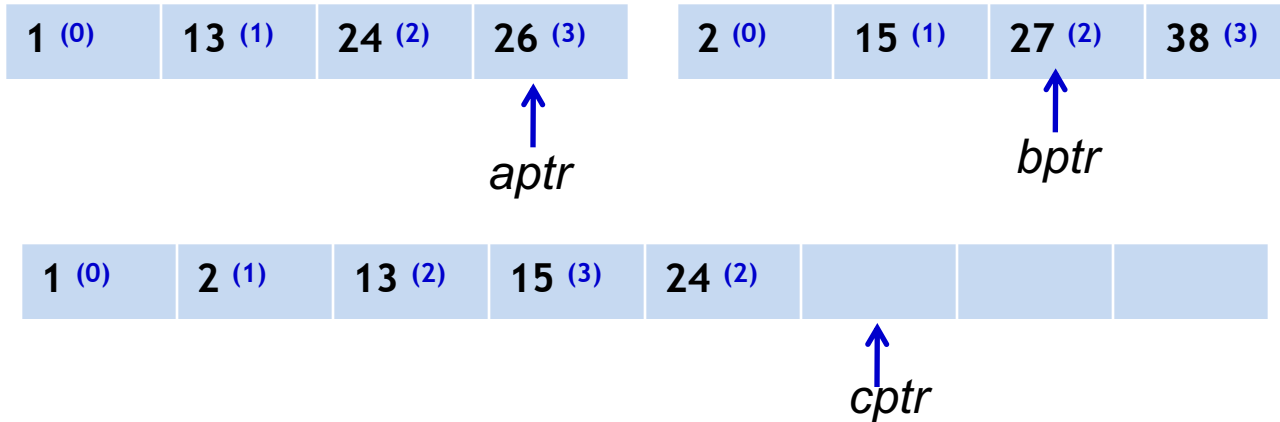 1 (0) 13 (1) 24 (2) 26 (3) 2 (0) 15 (1) 27 (2) 38 (3)
aptr bptr
1 (0) 2 (1) 13 (2) 15 (3) 24 (2)
cptr